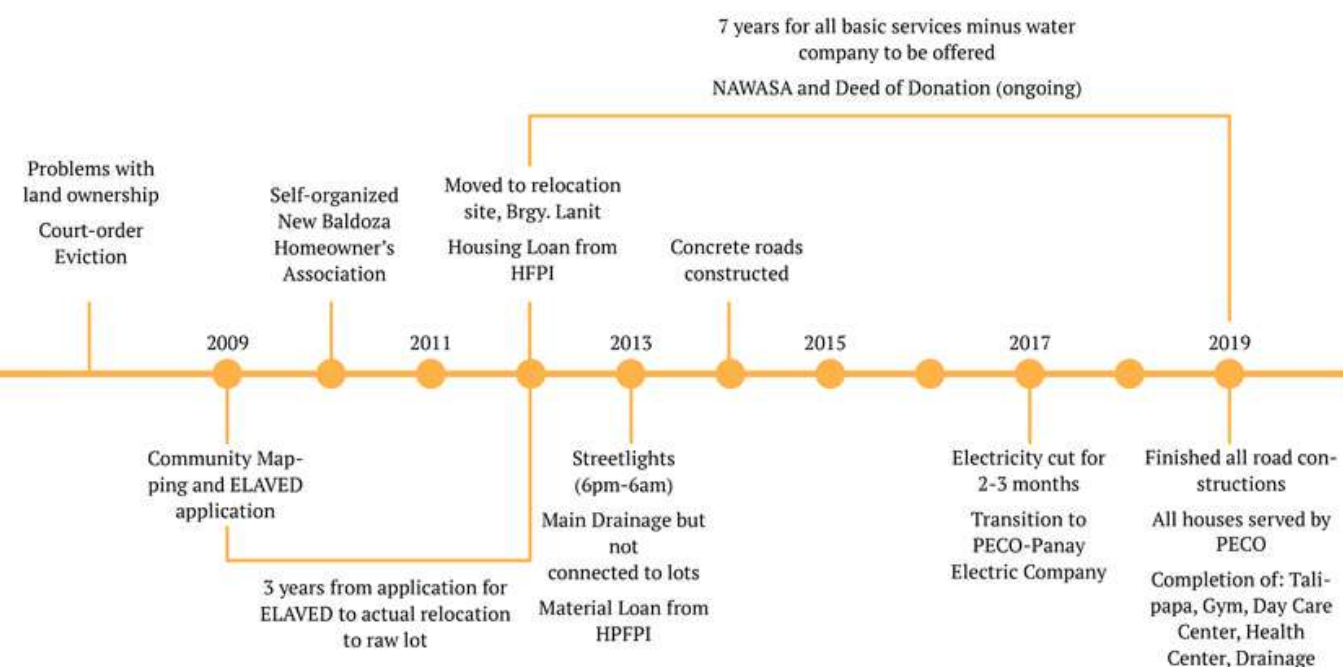 7 years for all basic services minus water
company to be offered
NAWASA and Deed of Donation (ongoing)
Problems with
land ownership
Court-order
Eviction
Self-organized
New Baldoza
Homeowner's
Association
Moved to relocation
site, Brgy. Lanit
Housing Loan from
HFPI
Concrete roads
constructed
2009
2011
2013
2015
2017
2019
Community Map-
ping and ELAVED
application
3 years from application for
ELAVED to actual relocation
to raw lot
Streetlights
(6pm-6am)
Main Drainage but
not
connected to lots
Material Loan from
HPFPI
Electricity cut for
2-3 months
Transition to
PECO-Panay
Electric Company
Finished all road con-
structions
All houses served by
PECO
Completion of: Tali-
papa, Gym, Day Care
Center, Health
Center, Drainage